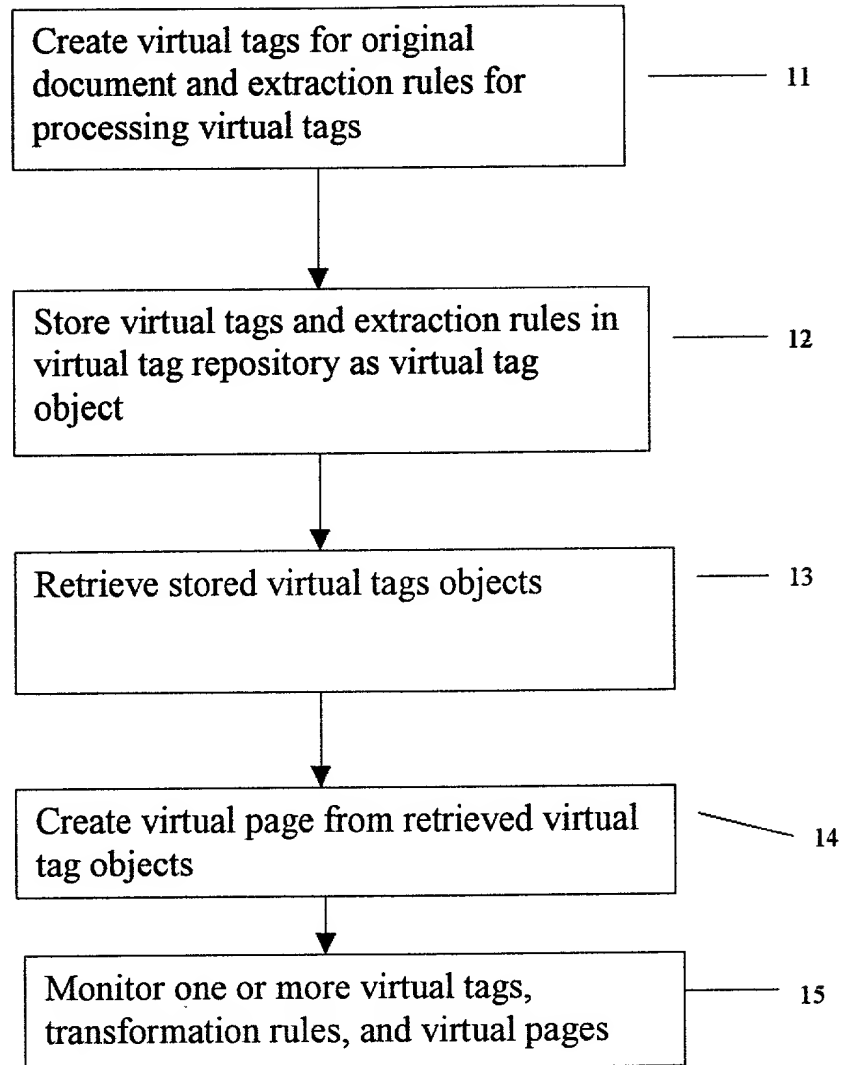 Create virtual tags for original
document and extraction rules for
processing virtual tags
11
Store virtual tags and extraction rules in
virtual tag repository as virtual tag
object
12
Retrieve stored virtual tags objects
13
Create virtual page from retrieved virtual
tag objects
14
Monitor one or more virtual tags,
transformation rules, and virtual pages
15